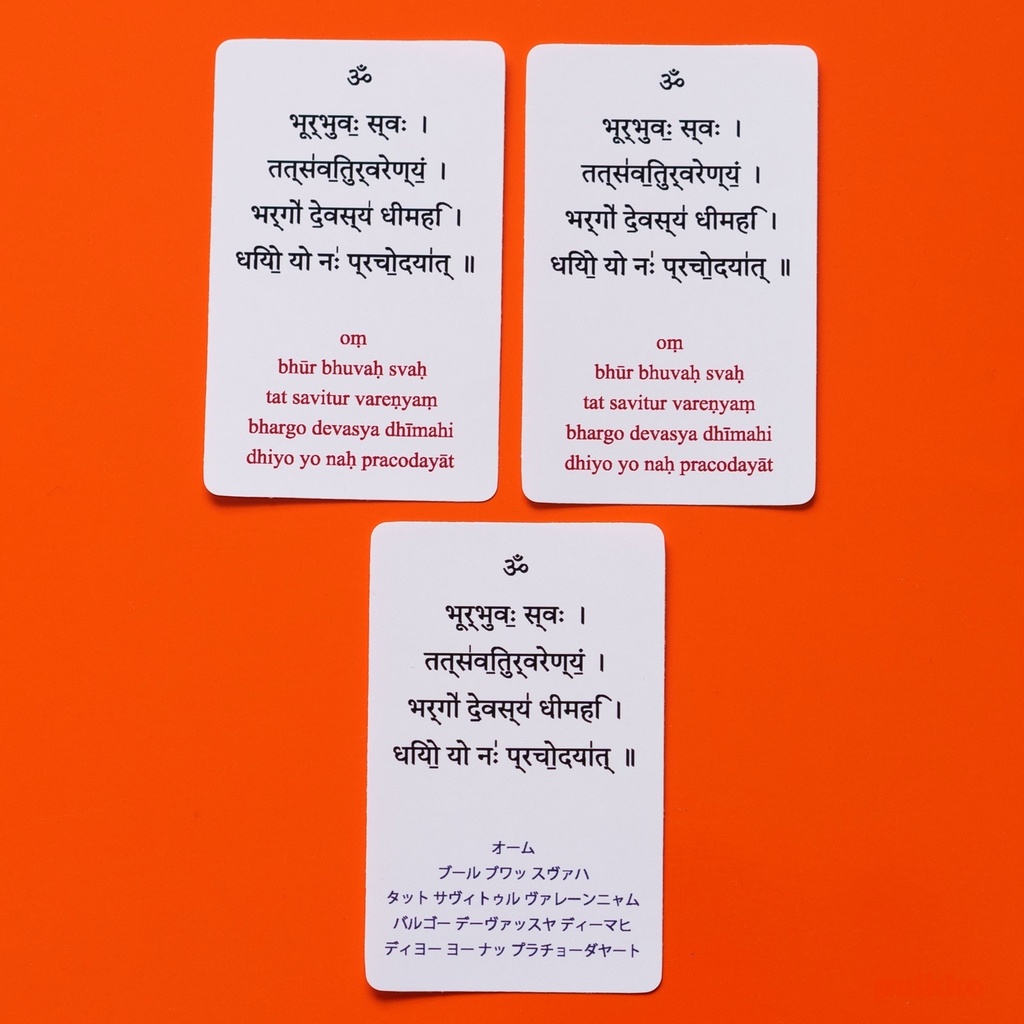 ॐ
भूर्‌भुवः॒ स्‌वः ।
तत्‌स॑वि॒तुर्‌वरेण्‌यं॒ ।
भर्‌गो॑ दे॒वस्‌य॑ धीमहि ।
धियो॒ यो नः॑ प्‌रचो॒दया॑त् ॥
oṃ
bhūr bhuvaḥ svaḥ
tat savitur vareṇyaṃ
bhargo devasya dhīmahi
dhiyo yo naḥ pracodayāt
ॐ
भूर्‌भुवः॒ स्‌वः ।
तत्‌स॑वि॒तुर्‌वरेण्‌यं॒ ।
भर्‌गो॑ दे॒वस्‌य॑ धीमहि ।
धियो॒ यो नः॑ प्‌रचो॒दया॑त् ॥
oṃ
bhūr bhuvaḥ svaḥ
tat savitur vareṇyaṃ
bhargo devasya dhīmahi
dhiyo yo naḥ pracodayāt
ॐ
भूर्‌भुवः॒ स्‌वः ।
तत्‌स॑वि॒तुर्‌वरेण्‌यं॒ ।
भर्‌गो॑ दे॒वस्‌य॑ धीमहि ।
धियो॒ यो नः॑ प्‌रचो॒दया॑त् ॥
オーム
ブール ブワッ スヴァハ
タット サヴィトゥル ヴァレーンニャム
バルゴー デーヴァッスヤ ディーマヒ
ディヨー ヨー ナッ プラチョーダヤート